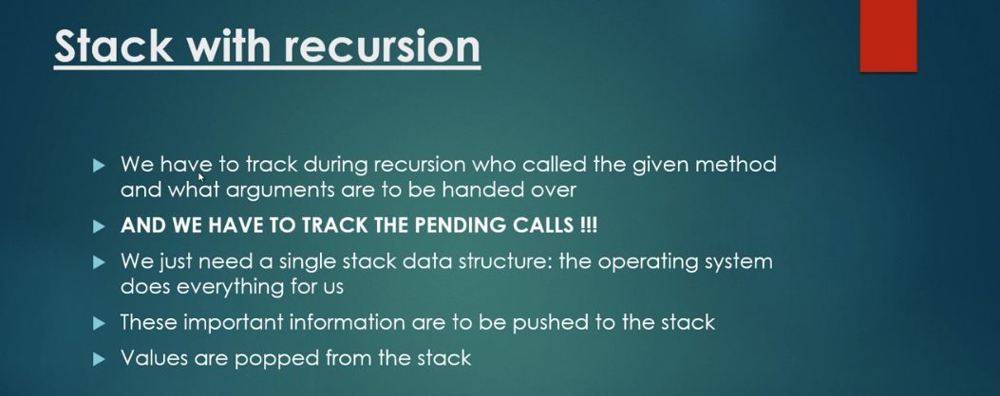 Stack with recursion
We have to track during recursion who called the given method
and what arguments are to be handed over
AND WE HAVE TO TRACK THE PENDING CALLS !!!
We just need a single stack data structure: the operating system
does everything for us
These important information are to be pushed to the stack
Values are popped from the stack